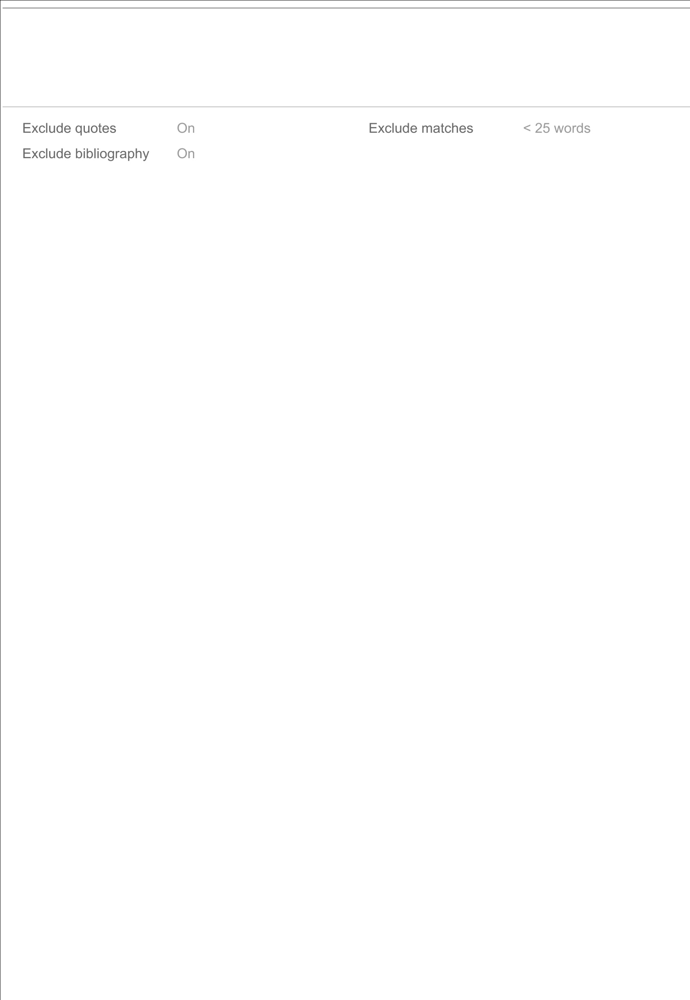 Exclude quotes On Exclude matches < 25 words
Exclude bibliography On